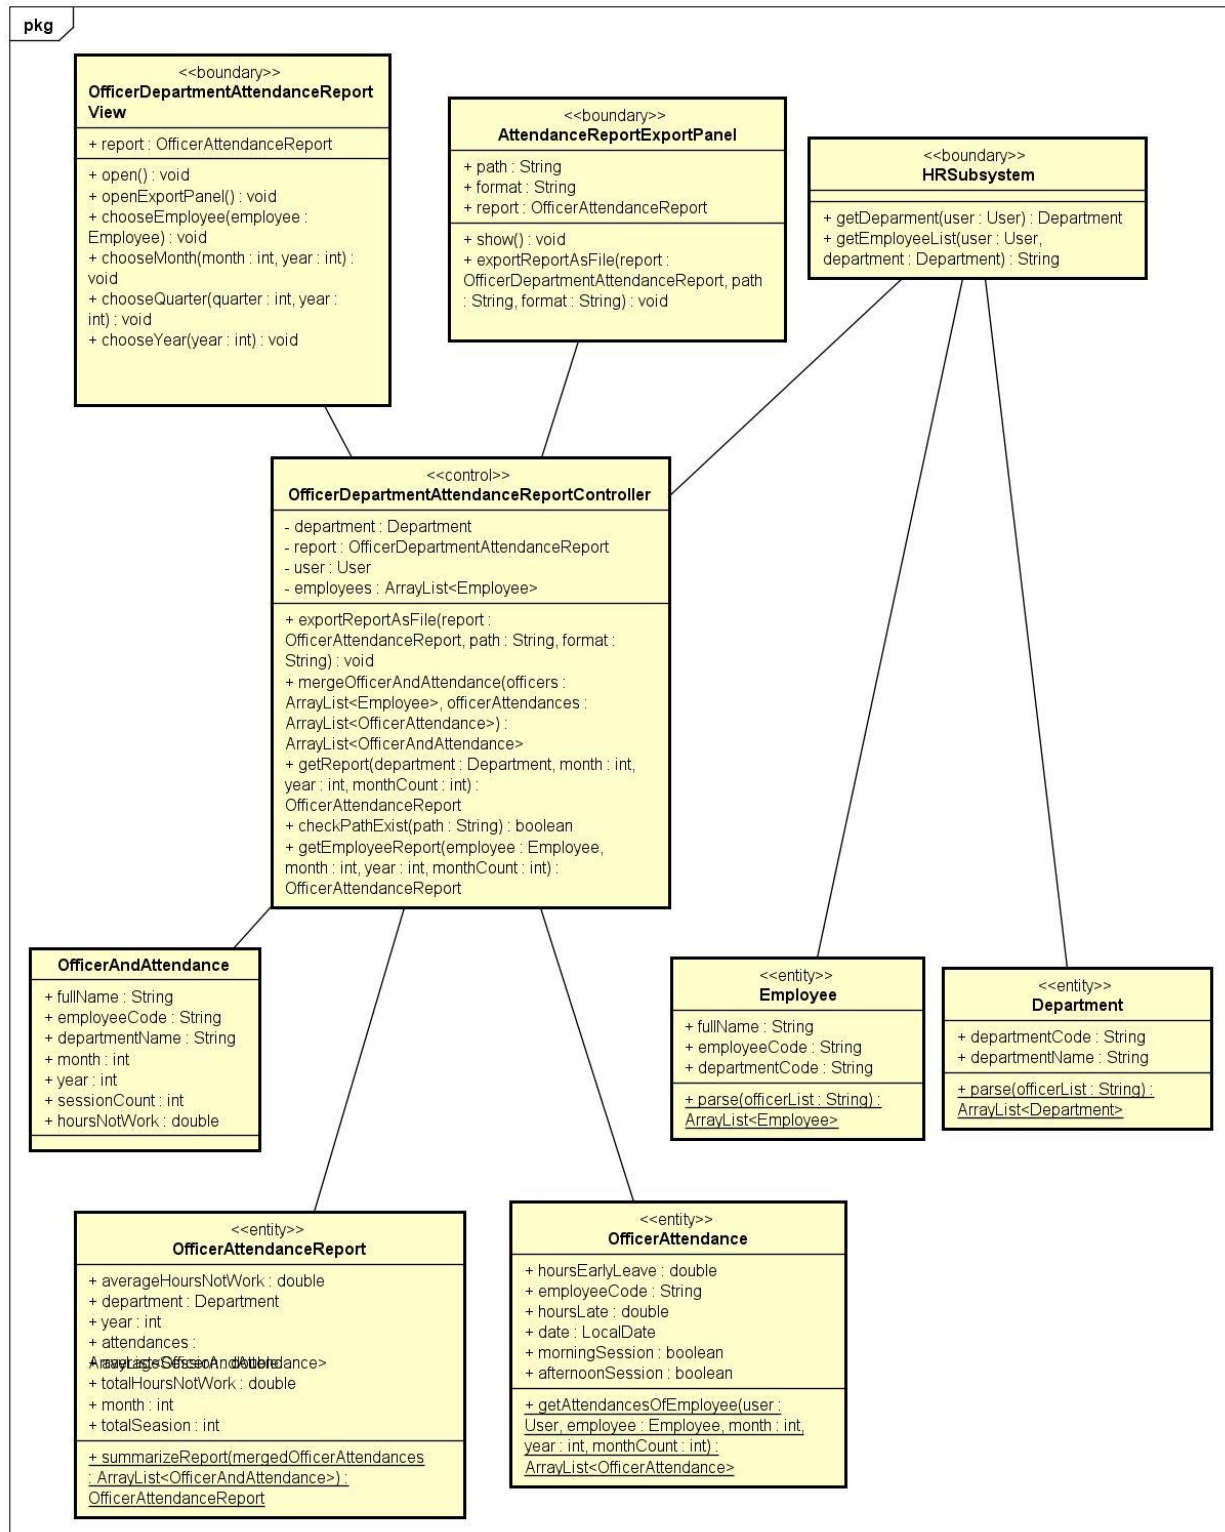 pkg
<<boundary>>
OfficerDepartmentAttendanceReport
View
+ report : OfficerAttendanceReport
+ open() : void
+ openExportPanel() : void
+ chooseEmployee(employee :
Employee) : void
+ chooseMonth(month : int, year : int) :
void
+ chooseQuarter(quarter : int, year :
int) : void
+ chooseYear(year : int) : void
<<boundary>>
AttendanceReportExportPanel
+ path : String
+ format : String
+ report : OfficerAttendanceReport
+ show() : void
+ exportReportAsFile(report :
OfficerDepartmentAttendanceReport, path
: String, format : String) : void
<<boundary>>
HRSubsystem
+ getDeparment(user : User) : Department
+ getEmployeeList(user : User,
department : Department) : String
<<control>>
OfficerDepartmentAttendanceReportController
- department : Department
- report : OfficerDepartmentAttendanceReport
- user : User
- employees : ArrayList<Employee>
+ exportReportAsFile(report :
OfficerAttendanceReport, path : String, format :
String) : void
+ mergeOfficerAndAttendance(officers :
ArrayList<Employee>, officerAttendances :
ArrayList<OfficerAttendance>) :
ArrayList<OfficerAndAttendance>
+ getReport(department : Department, month : int,
year : int, monthCount : int) :
OfficerAttendanceReport
+ checkPathExist(path : String) : boolean
+ getEmployeeReport(employee : Employee,
month : int, year : int, monthCount : int) :
OfficerAttendanceReport
OfficerAndAttendance
+ fullName : String
+ employeeCode : String
+ departmentName : String
+ month : int
+ year : int
+ sessionCount : int
+ hoursNotWork : double
<<entity>>
Employee
+ fullName : String
+ employeeCode : String
+ departmentCode : String
+ parse(officerList : String) :
ArrayList<Employee>
<<entity>>
Department
+ departmentCode : String
+ departmentName : String
+ parse(officerList : String) :
ArrayList<Department>
<<entity>>
OfficerAttendanceReport
+ averageHoursNotWork : double
+ department : Department
+ year : int
+ attendances :
ArrayList<OfficerAndAttendance>
+ averageSession : double
+ totalHoursNotWork : double
+ month : int
+ totalSeasion : int
+ summarizeReport(mergedOfficerAttendances
: ArrayList<OfficerAndAttendance>) :
OfficerAttendanceReport
<<entity>>
OfficerAttendance
+ hoursEarlyLeave : double
+ employeeCode : String
+ hoursLate : double
+ date : LocalDate
+ morningSession : boolean
+ afternoonSession : boolean
+ getAttendancesOfEmployee(user :
User, employee : Employee, month : int,
year : int, monthCount : int) :
ArrayList<OfficerAttendance>